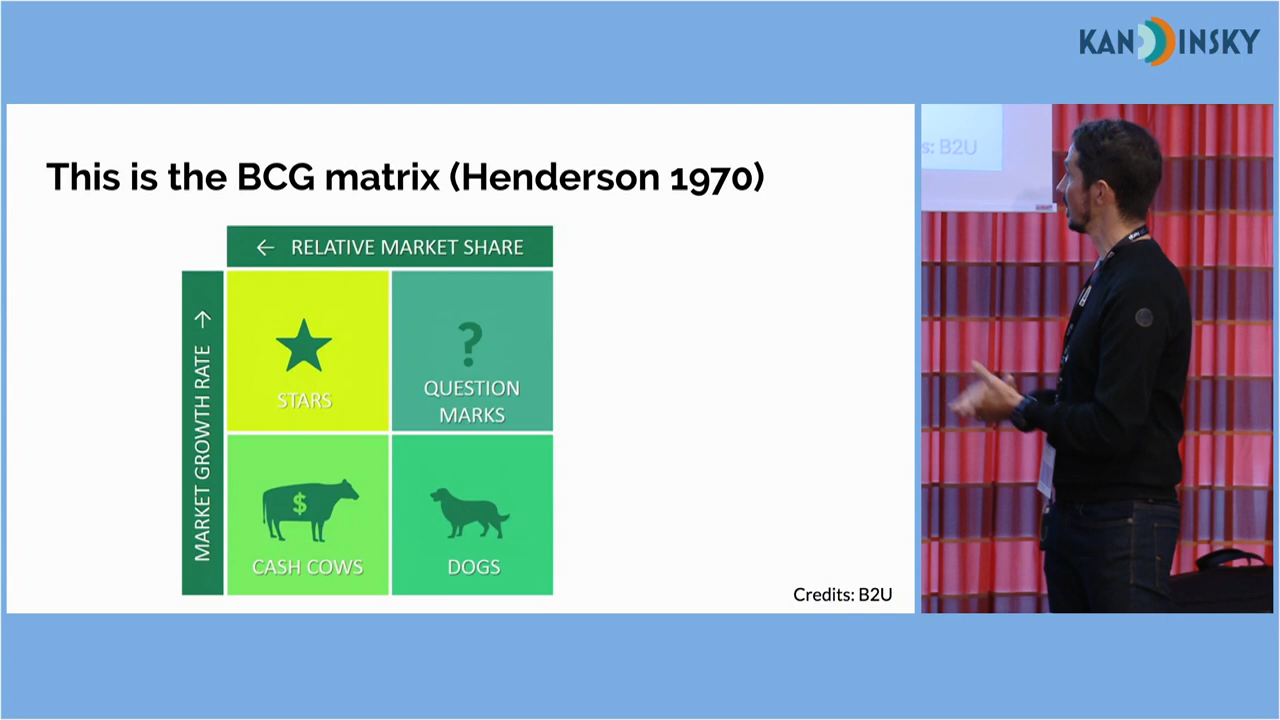 KANDINSKY
This is the BCG matrix (Henderson 1970)
← RELATIVE MARKET SHARE
MARKET GROWTH RATE →
STARS
?
QUESTION
MARKS
$
CASH COWS
DOGS
Credits: B2U
s: B2U